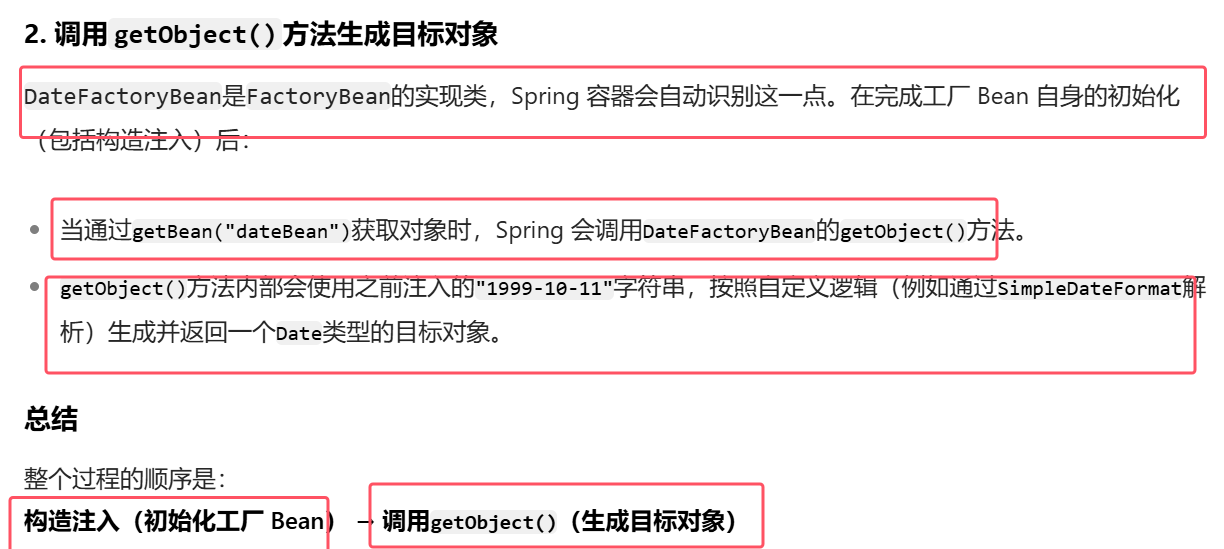 2. 调用 getObject() 方法生成目标对象
DateFactoryBean是FactoryBean的实现类，Spring 容器会自动识别这一点。在完成工厂 Bean 自身的初始化
（包括构造注入）后：
• 当通过getBean("dateBean")获取对象时，Spring 会调用DateFactoryBean的getObject()方法。
• getObject()方法内部会使用之前注入的"1999-10-11"字符串，按照自定义逻辑（例如通过SimpleDateFormat解
析）生成并返回一个Date类型的目标对象。
总结
整个过程的顺序是：
构造注入（初始化工厂 Bean） → 调用getObject()（生成目标对象）